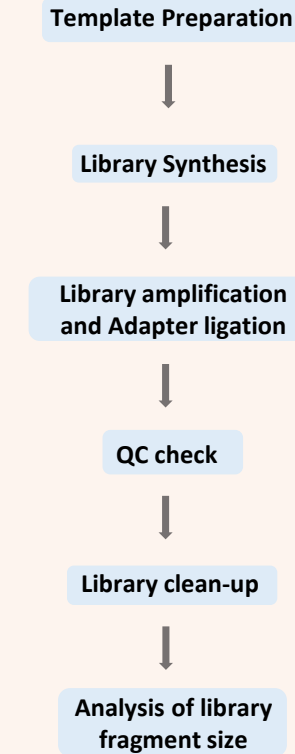 Template Preparation
Library Synthesis
Library amplification
and Adapter ligation
QC check
Library clean-up
Analysis of library
fragment size